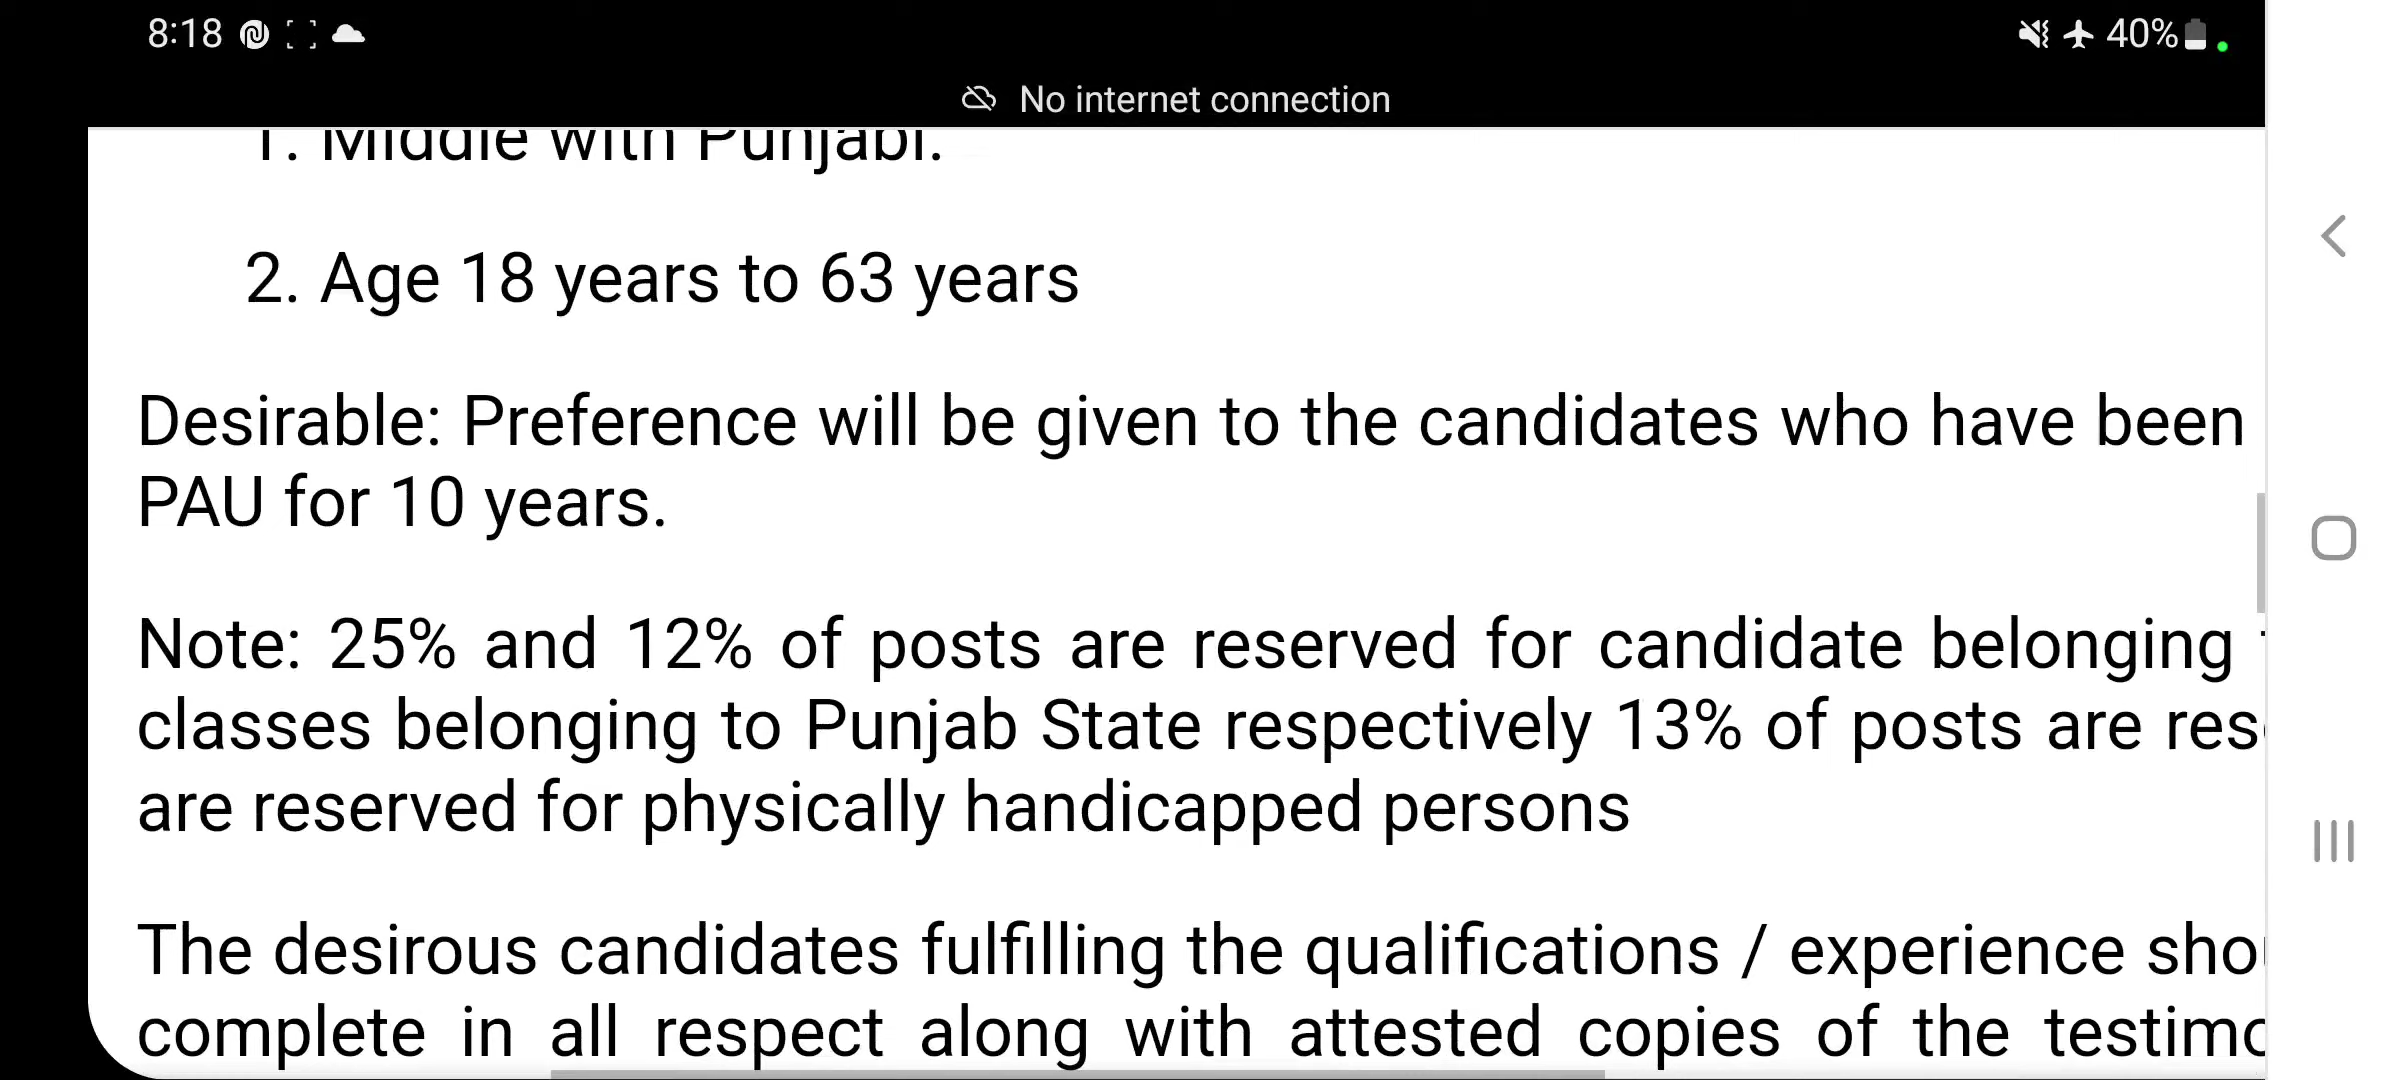 8:18
40%
No internet connection
1. Middle with Punjabi.
2. Age 18 years to 63 years
Desirable: Preference will be given to the candidates who have been
PAU for 10 years.
Note: 25% and 12% of posts are reserved for candidate belonging
classes belonging to Punjab State respectively 13% of posts are res
are reserved for physically handicapped persons
The desirous candidates fulfilling the qualifications / experience sho
complete in all respect along with attested copies of the testimo